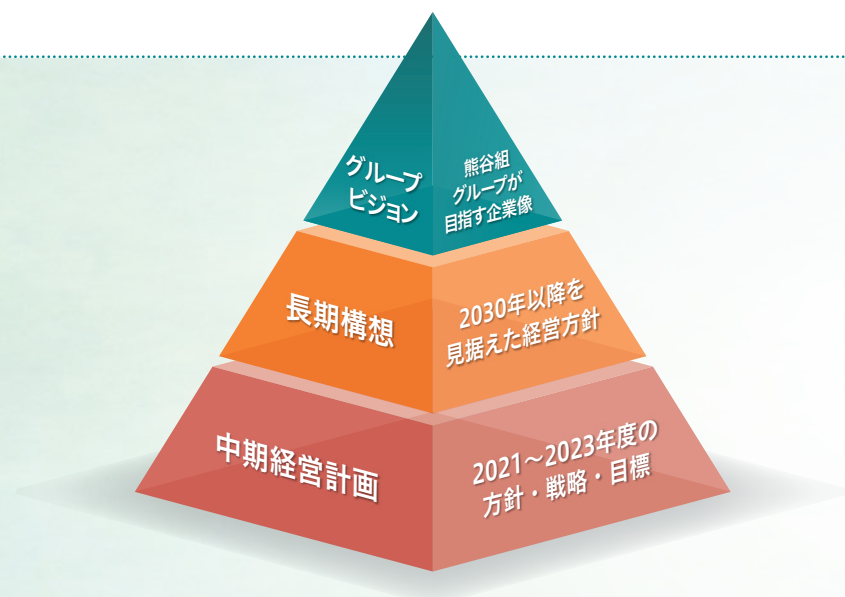 グループ
ビジョン
熊谷組
グループが
目指す企業像
長期構想
2030年以降を
見据えた経営方針
中期経営計画
2021～2023年度の
方針・戦略・目標